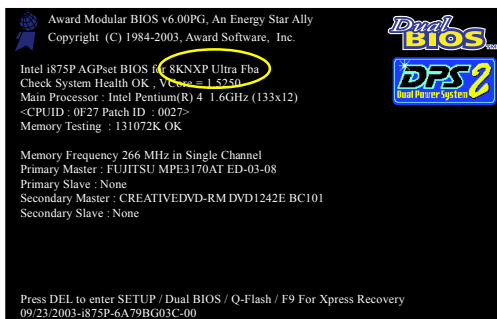 Award Modular BIOS v6.00PG, An Energy Star Ally
Copyright (C) 1984-2003, Award Software, Inc.
Dual
BIOS
TM
Intel i875P AGPset BIOS for 8KNXP Ultra Fba
Check System Health OK , VCore = 1.5250
Main Processor : Intel Pentium(R) 4 1.6GHz (133x12)
<CPUID : 0F27 Patch ID : 0027>
Memory Testing : 131072K OK
DPS2
Dual Power System
Memory Frequency 266 MHz in Single Channel
Primary Master : FUJITSU MPE3170AT ED-03-08
Primary Slave : None
Secondary Master : CREATIVEDVD-RM DVD1242E BC101
Secondary Slave : None
Press DEL to enter SETUP / Dual BIOS / Q-Flash / F9 For Xpress Recovery
09/23/2003-i875P-6A79BG03C-00